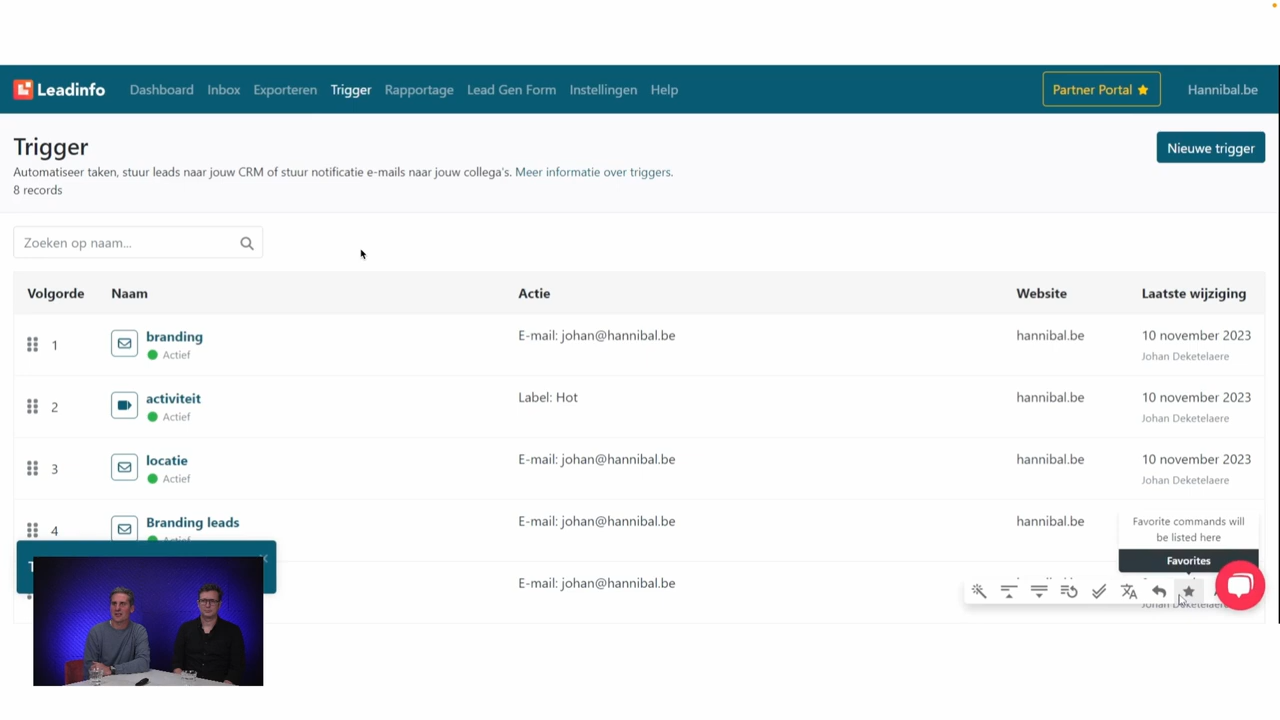 Leadinfo Dashboard Inbox Exporteren Trigger Rapportage Lead Gen Form Instellingen Help Partner Portal Hannibal.be
Trigger
Nieuwe trigger
Automatiseer taken, stuur leads naar jouw CRM of stuur notificatie e-mails naar jouw collega's. Meer informatie over triggers.
8 records
Zoeken op naam...
Volgorde Naam Actie Website Laatste wijziging
1 branding E-mail: johan@hannibal.be hannibal.be 10 november 2023
Actief Johan Deketelaere
2 activiteit Label: Hot hannibal.be 10 november 2023
Actief Johan Deketelaere
3 locatie E-mail: johan@hannibal.be hannibal.be 10 november 2023
Actief Johan Deketelaere
4 Branding leads E-mail: johan@hannibal.be hannibal.be
Actief
Favorite commands will
be listed here
Favorites
E-mail: johan@hannibal.be
Johan Deketelaere